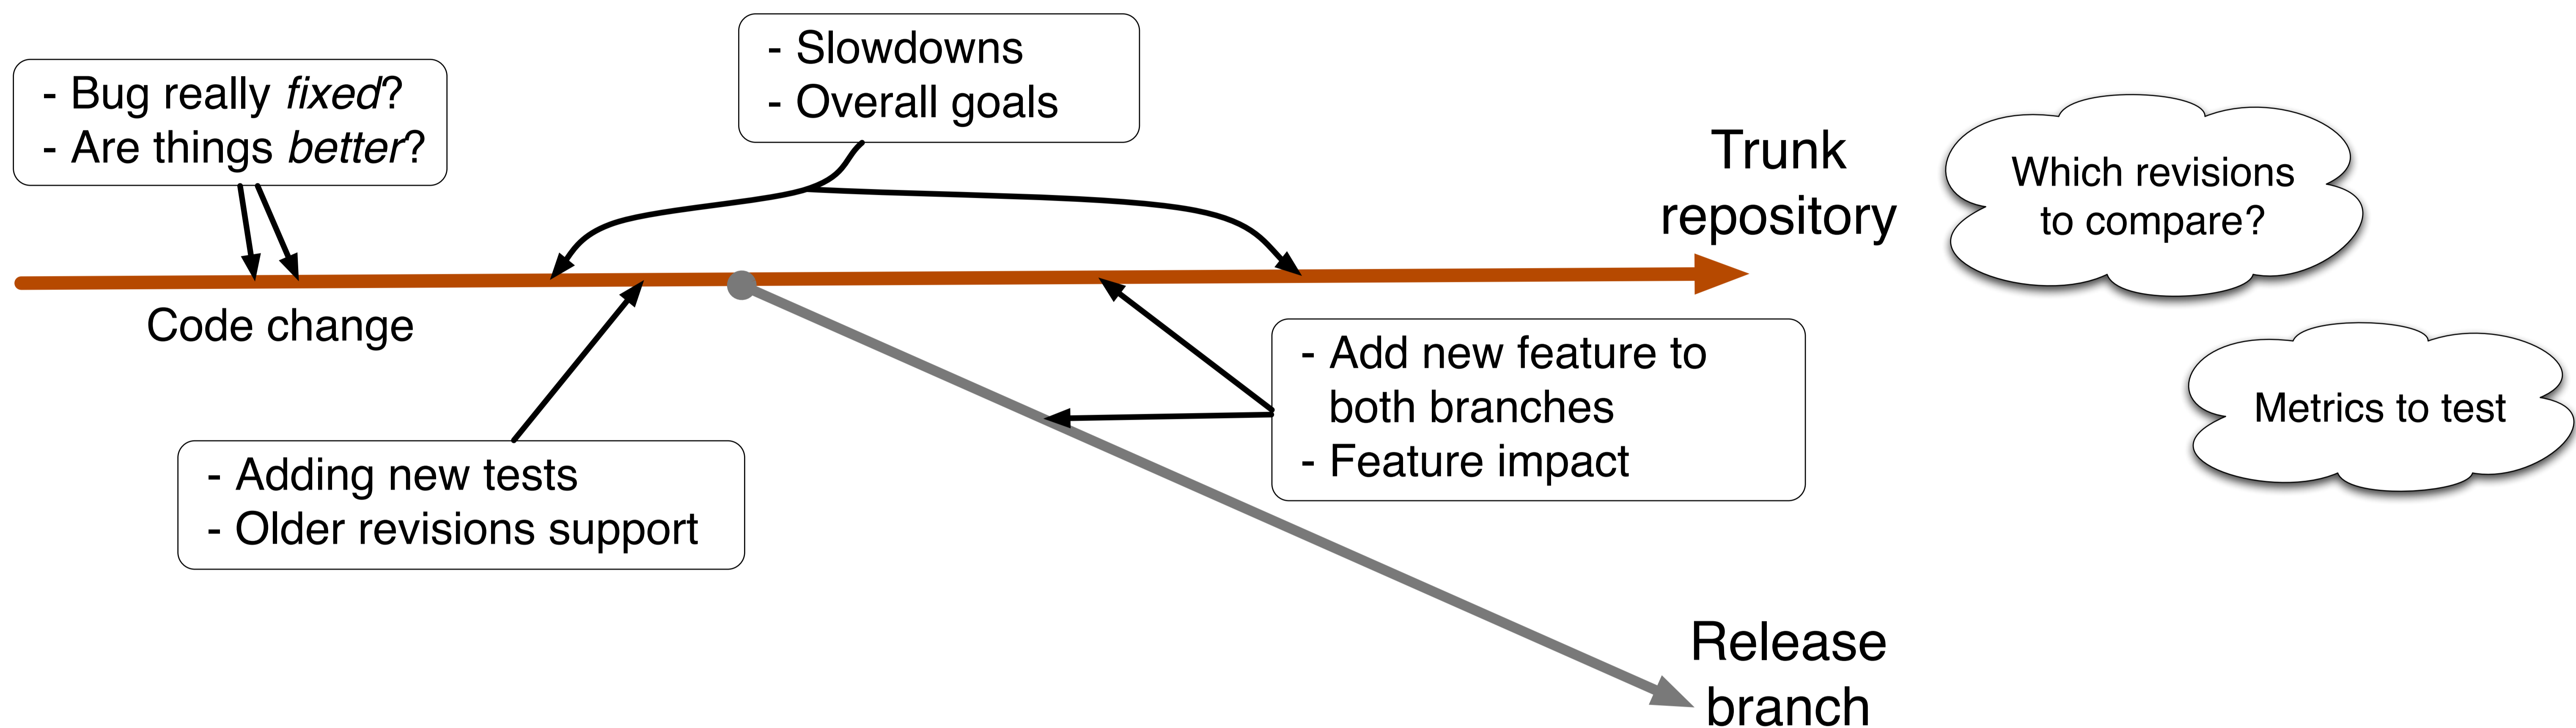 - Bug really fixed?
- Are things better?
- Slowdowns
- Overall goals
Trunk
repository
Which revisions
to compare?
Code change
- Add new feature to
both branches
- Feature impact
Metrics to test
- Adding new tests
- Older revisions support
Release
branch